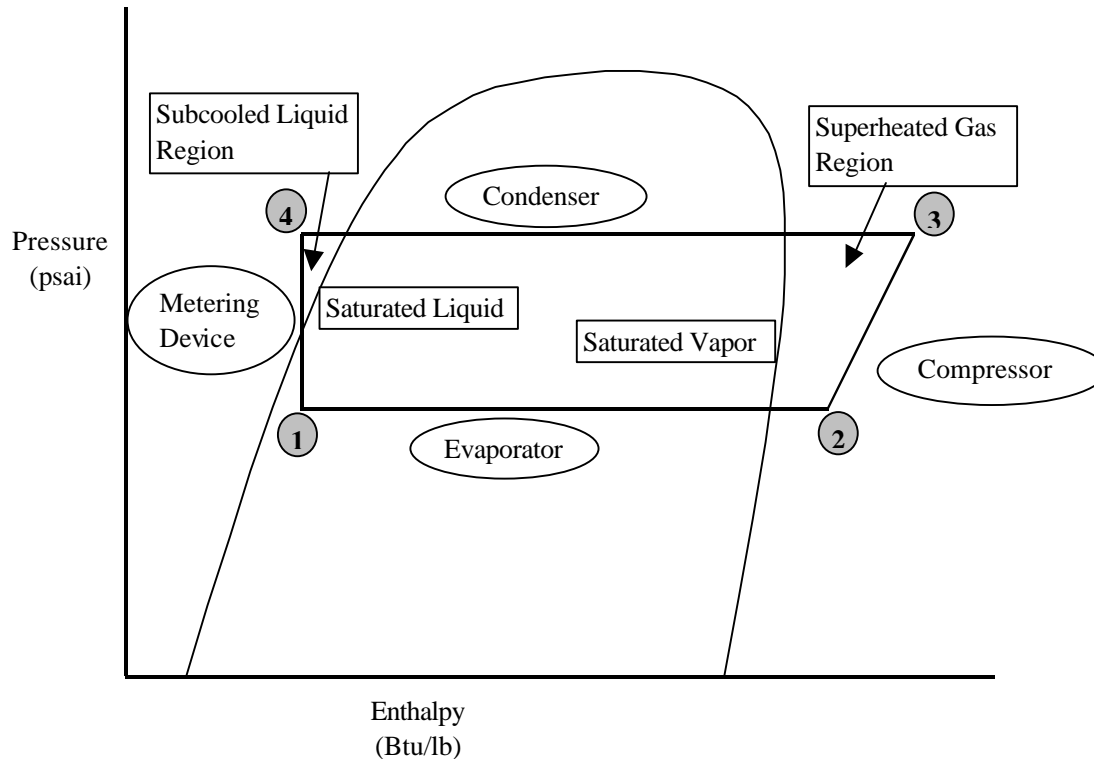 Subcooled Liquid
Region
Superheated Gas
Region
Condenser
4
3
Pressure
(psai)
Metering
Device
Saturated Liquid
Saturated Vapor
Compressor
1
Evaporator
2
Enthalpy
(Btu/lb)